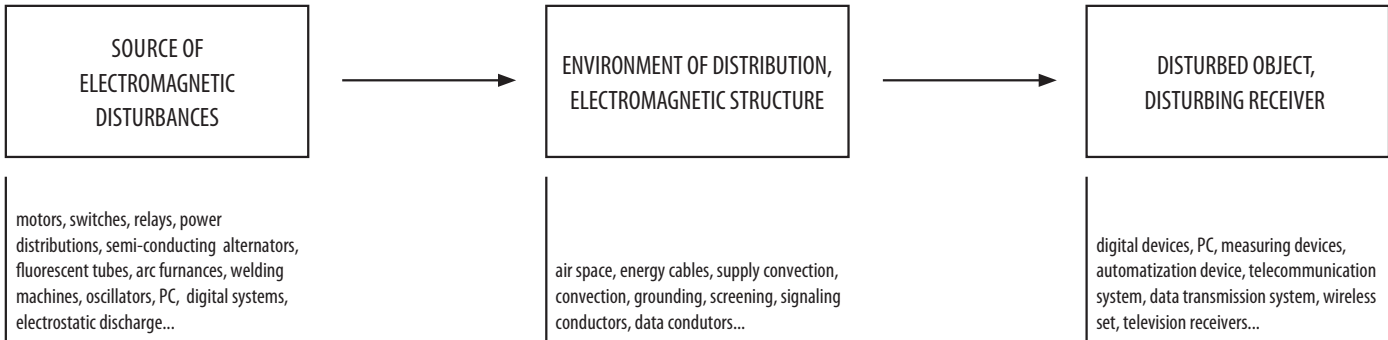 SOURCE OF
ELECTROMAGNETIC
DISTURBANCES
ENVIRONMENT OF DISTRIBUTION,
ELECTROMAGNETIC STRUCTURE
DISTURBED OBJECT,
DISTURBING RECEIVER
motors, switches, relays, power
distributions, semi-conducting alternators,
fluorescent tubes, arc furnances, welding
machines, oscillators, PC, digital systems,
electrostatic discharge...
air space, energy cables, supply convection,
convection, grounding, screening, signaling
conductors, data condutors...
digital devices, PC, measuring devices,
automatization device, telecommunication
system, data transmission system, wireless
set, television receivers...